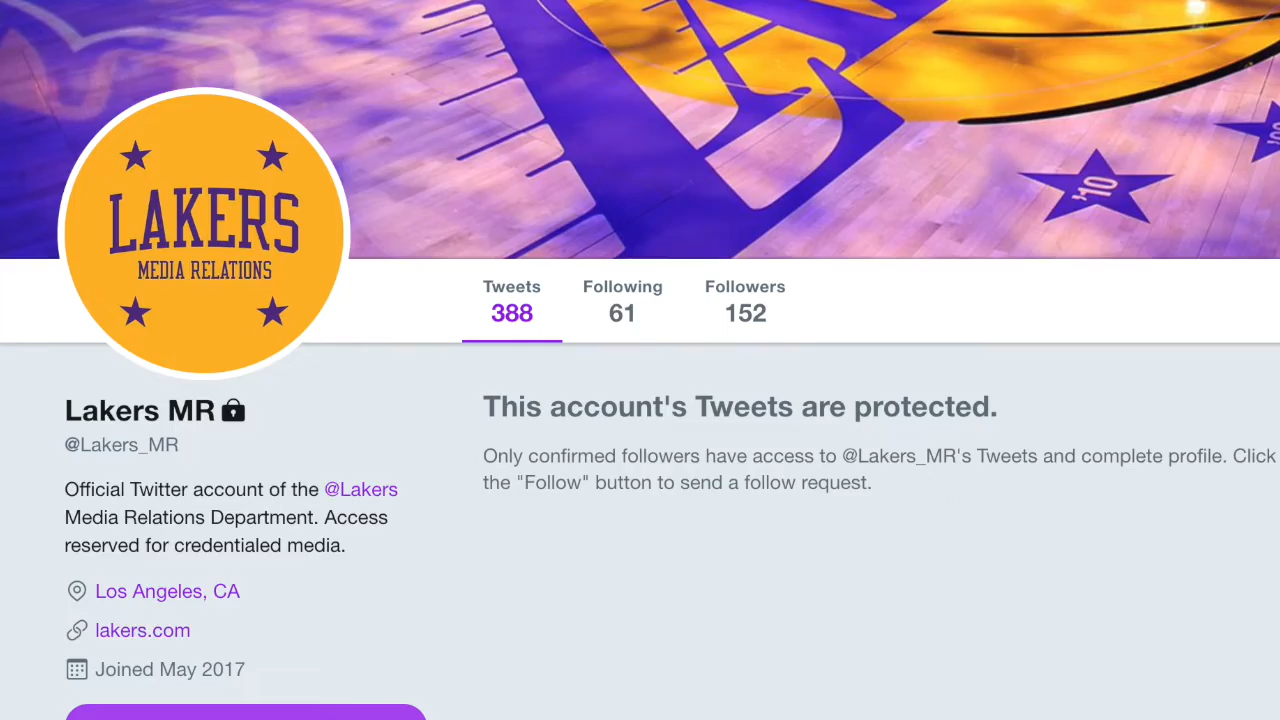 '10
LAKERS
MEDIA RELATIONS
Tweets Following Followers
388 61 152
Lakers MR
@Lakers_MR
Official Twitter account of the @Lakers
Media Relations Department. Access
reserved for credentialed media.
Los Angeles, CA
lakers.com
Joined May 2017
This account's Tweets are protected.
Only confirmed followers have access to @Lakers_MR's Tweets and complete profile. Click
the "Follow" button to send a follow request.